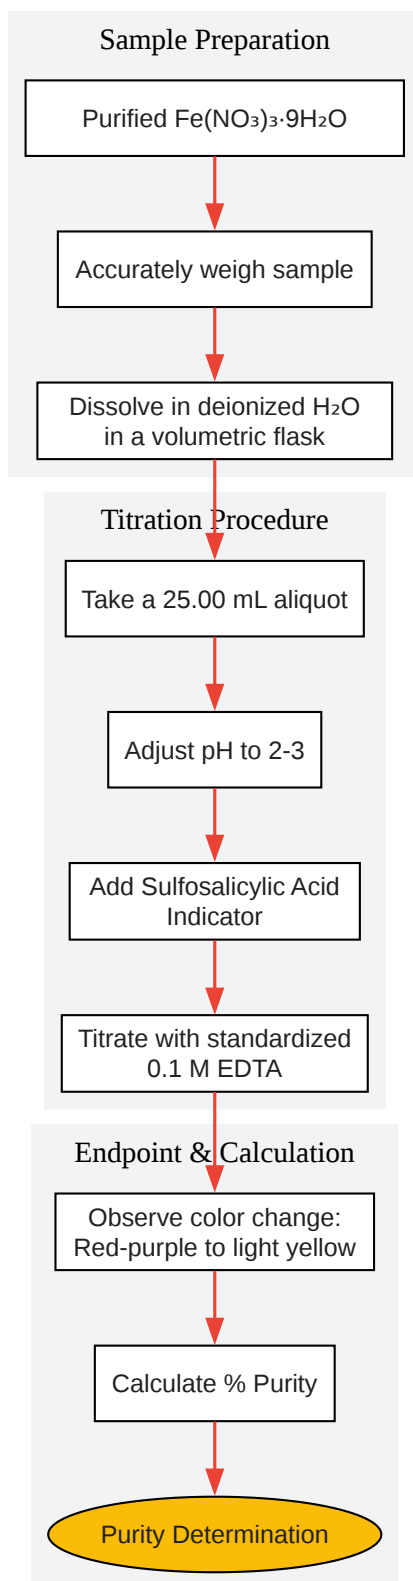 Sample Preparation
Purified Fe(NO₃)₃·9H₂O
Accurately weigh sample
Dissolve in deionized H₂O
in a volumetric flask
Titration Procedure
Take a 25.00 mL aliquot
Adjust pH to 2-3
Add Sulfosalicylic Acid
Indicator
Titrate with standardized
0.1 M EDTA
Endpoint & Calculation
Observe color change:
Red-purple to light yellow
Calculate % Purity
Purity Determination